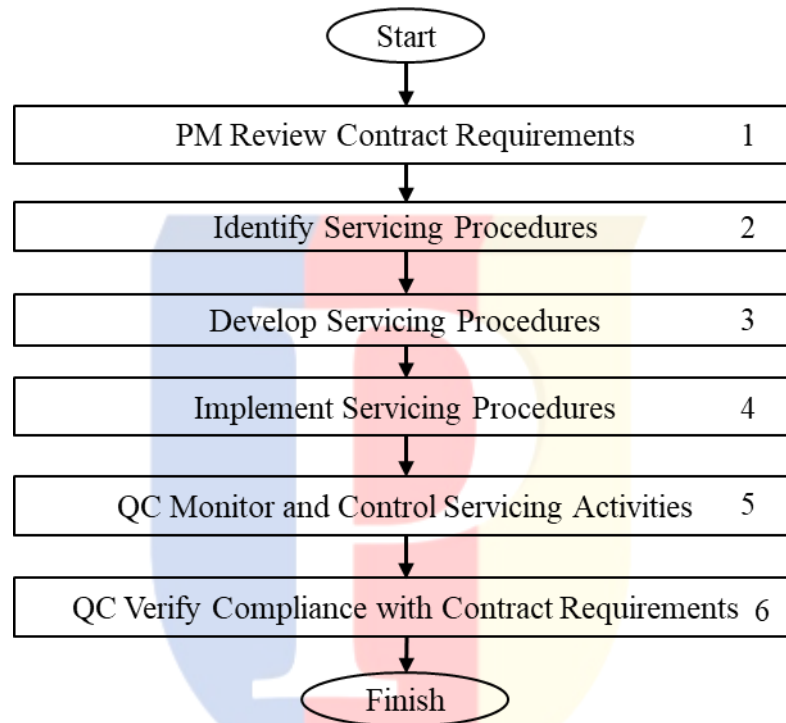 Start
PM Review Contract Requirements 1
Identify Servicing Procedures 2
Develop Servicing Procedures 3
Implement Servicing Procedures 4
QC Monitor and Control Servicing Activities 5
QC Verify Compliance with Contract Requirements 6
Finish
P